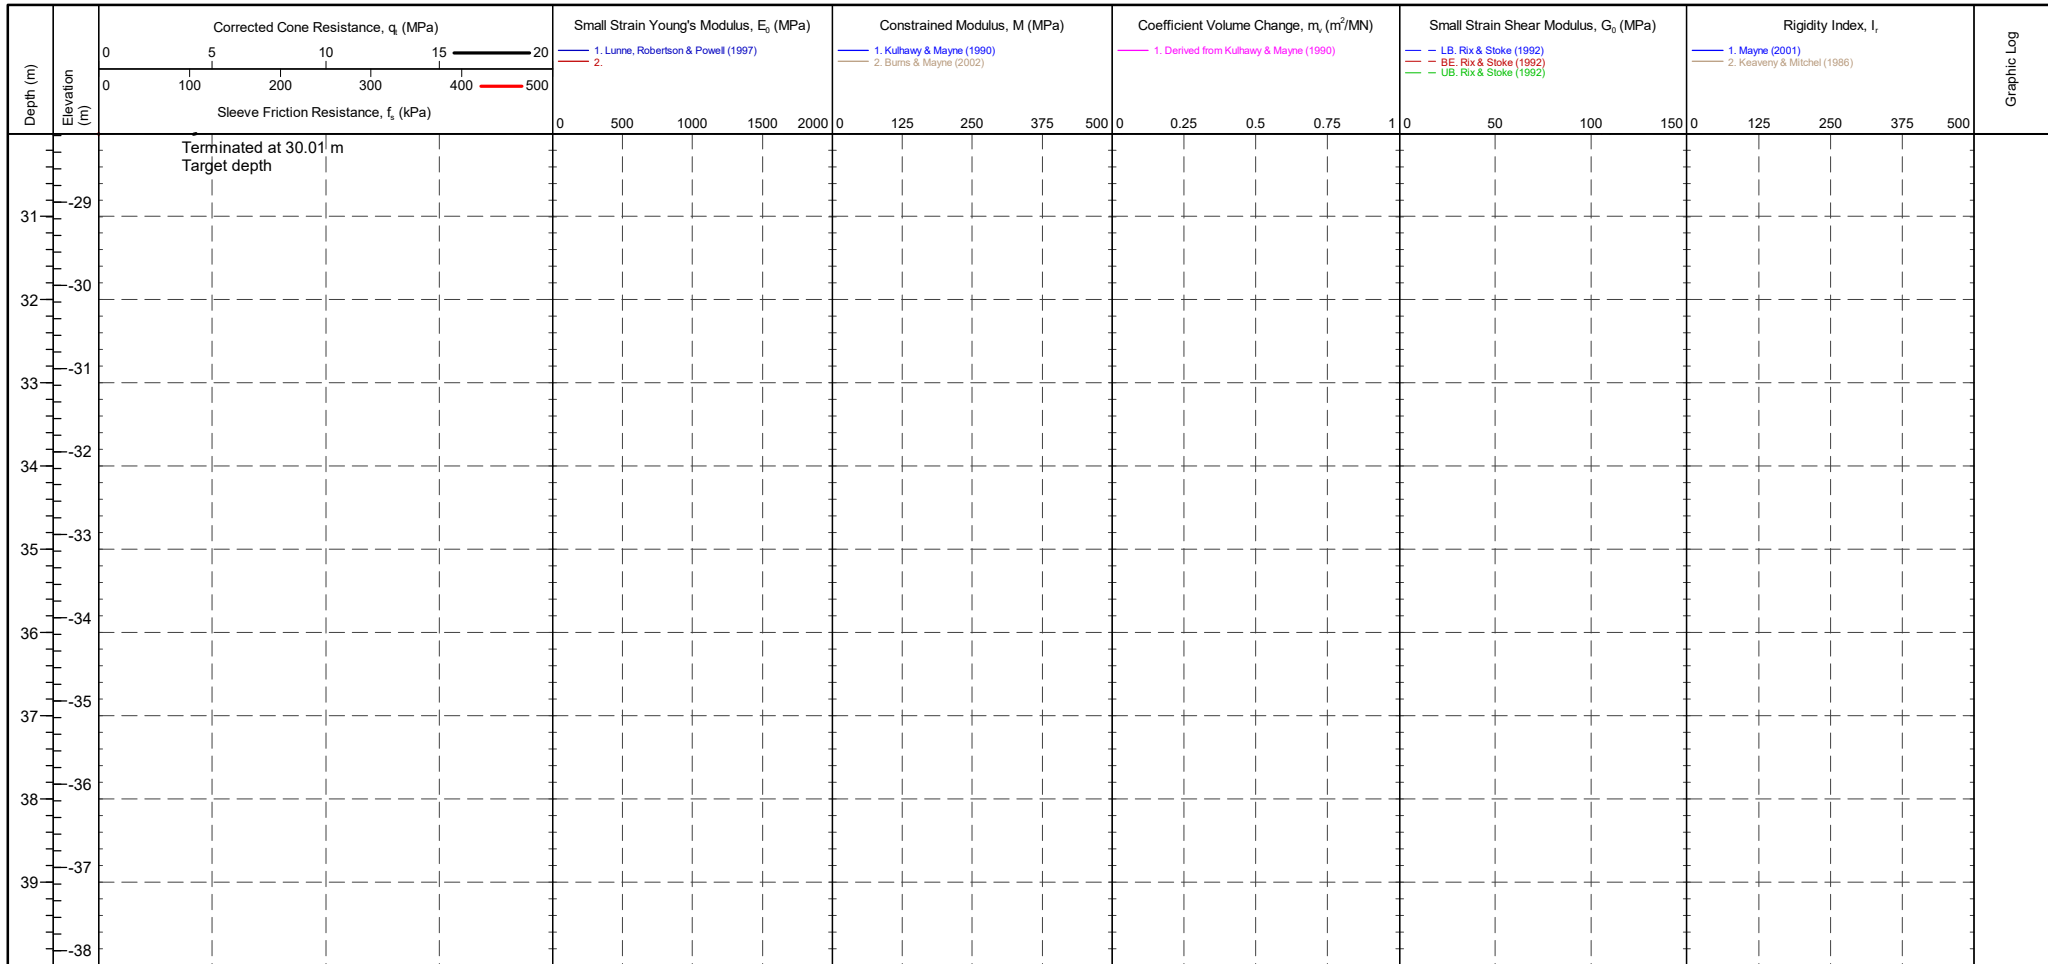 Depth (m)
Elevation
(m)
Corrected Cone Resistance, qt (MPa)
0 5 10 15 20
0 100 200 300 400 500
Sleeve Friction Resistance, fs (kPa)
Small Strain Young's Modulus, E0 (MPa)
1. Lunne, Robertson & Powell (1997)
2.
0 500 1000 1500 2000
Constrained Modulus, M (MPa)
1. Kulhawy & Mayne (1990)
2. Burns & Mayne (2002)
0 125 250 375 500
Coefficient Volume Change, mv (m²/MN)
1. Derived from Kulhawy & Mayne (1990)
0 0.25 0.5 0.75 1
Small Strain Shear Modulus, G0 (MPa)
LB. Rix & Stoke (1992)
BE. Rix & Stoke (1992)
UB. Rix & Stoke (1992)
0 50 100 150
Rigidity Index, Ir
1. Mayne (2001)
2. Keaveny & Mitchel (1986)
0 125 250 375 500
Graphic Log
Terminated at 30.01 m
Target depth
-29
31
-30
32
-31
33
-32
34
-33
35
-34
36
-35
37
-36
38
-37
39
-38